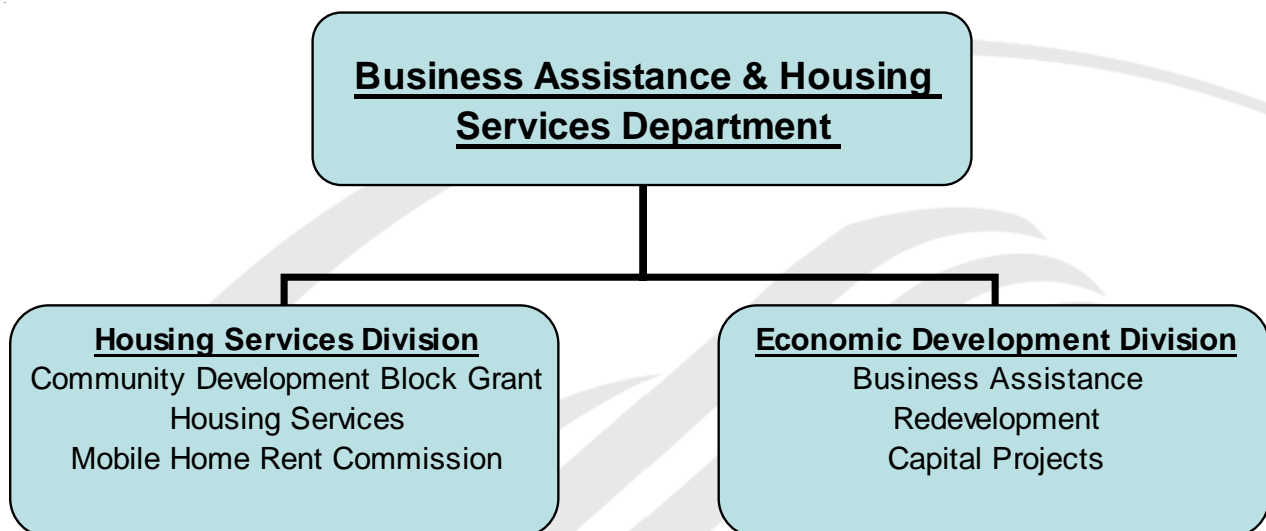 Business Assistance & Housing
Services Department
Housing Services Division
Community Development Block Grant
Housing Services
Mobile Home Rent Commission
Economic Development Division
Business Assistance
Redevelopment
Capital Projects